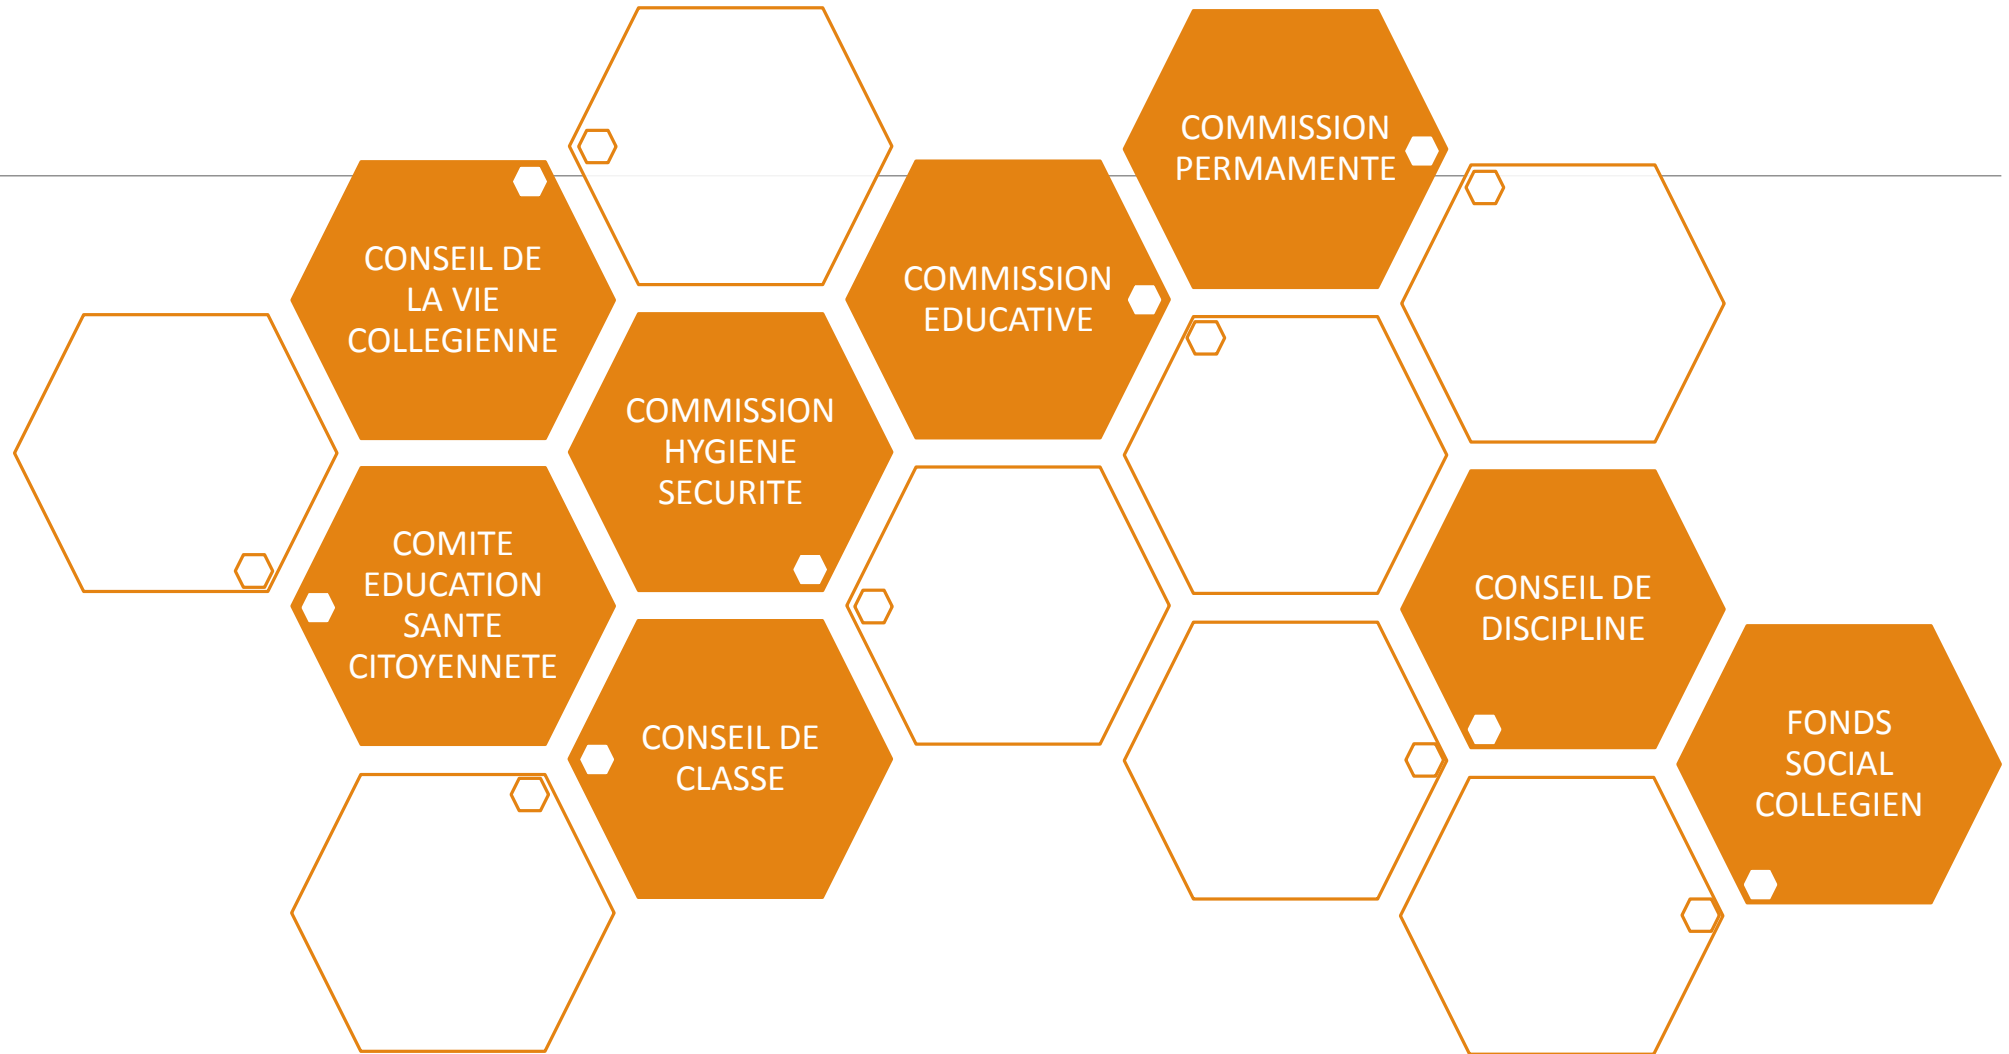 COMMISSION
PERMAMENTE
CONSEIL DE
LA VIE
COLLEGIENNE
COMMISSION
EDUCATIVE
COMMISSION
HYGIENE
SECURITE
COMITE
EDUCATION
SANTE
CITOYENNETE
CONSEIL DE
DISCIPLINE
CONSEIL DE
CLASSE
FONDS
SOCIAL
COLLEGIEN